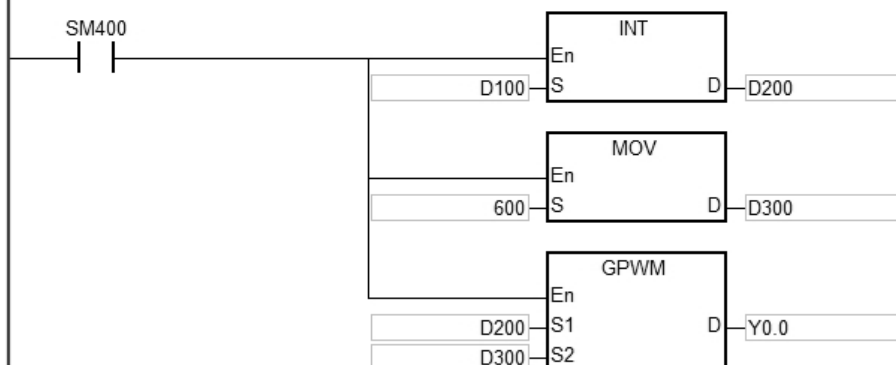 SM400
INT
En
D100 S D D200
MOV
En
600 S D D300
GPWM
En
D200 S1 D Y0.0
D300 S2